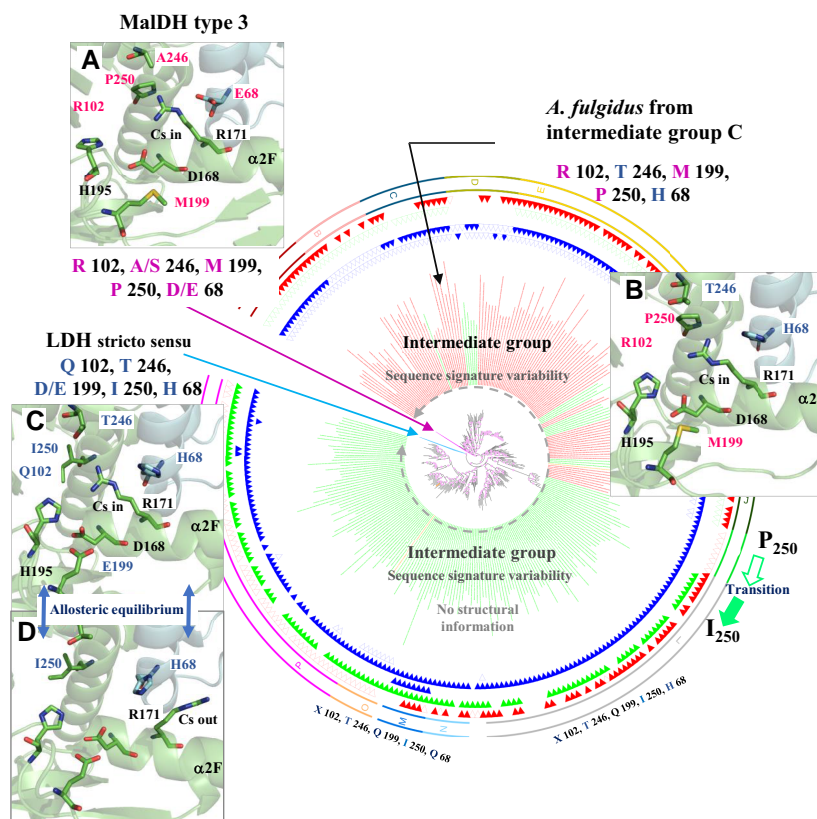 MalDH type 3
A
A246
P250
R102
E68
Cs in
R171
α2F
D168
H195
M199
R 102, A/S 246, M 199,
P 250, D/E 68
A. fulgidus from
intermediate group C
R 102, T 246, M 199,
P 250, H 68
B
C
D
E
B
T246
P250
R102
H68
Cs in
R171
α2
D168
H195
M199
LDH stricto sensu
Q 102, T 246,
D/E 199, I 250, H 68
C
T246
I250
Q102
H68
Cs in
R171
α2F
D168
H195
E199
Allosteric equilibrium
D
I250
H68
R171
Cs out
α2F
Intermediate group
Sequence signature variability
Intermediate group
Sequence signature variability
No structural
information
J
P250
Transition
I250
L
N
M
O
P
X 102, T 246, Q 199, I 250, Q 68
X 102, T 246, Q 199, I 250, H 68